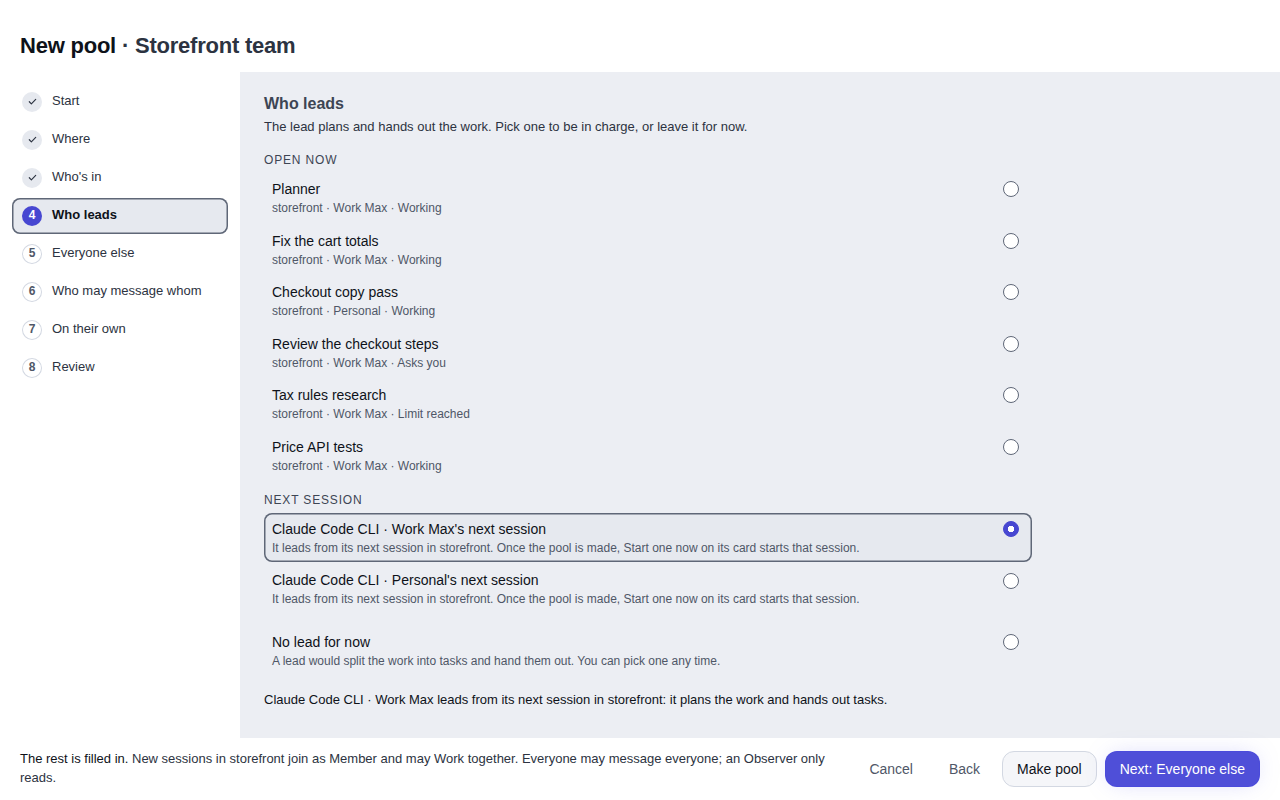 New pool · Storefront team
Start
Where
Who's in
4 Who leads
5 Everyone else
6 Who may message whom
7 On their own
8 Review
Who leads
The lead plans and hands out the work. Pick one to be in charge, or leave it for now.
OPEN NOW
Planner
storefront · Work Max · Working
Fix the cart totals
storefront · Work Max · Working
Checkout copy pass
storefront · Personal · Working
Review the checkout steps
storefront · Work Max · Asks you
Tax rules research
storefront · Work Max · Limit reached
Price API tests
storefront · Work Max · Working
NEXT SESSION
Claude Code CLI · Work Max's next session
It leads from its next session in storefront. Once the pool is made, Start one now on its card starts that session.
Claude Code CLI · Personal's next session
It leads from its next session in storefront. Once the pool is made, Start one now on its card starts that session.
No lead for now
A lead would split the work into tasks and hand them out. You can pick one any time.
Claude Code CLI · Work Max leads from its next session in storefront: it plans the work and hands out tasks.
The rest is filled in. New sessions in storefront join as Member and may Work together. Everyone may message everyone; an Observer only
reads.
Cancel
Back
Make pool
Next: Everyone else